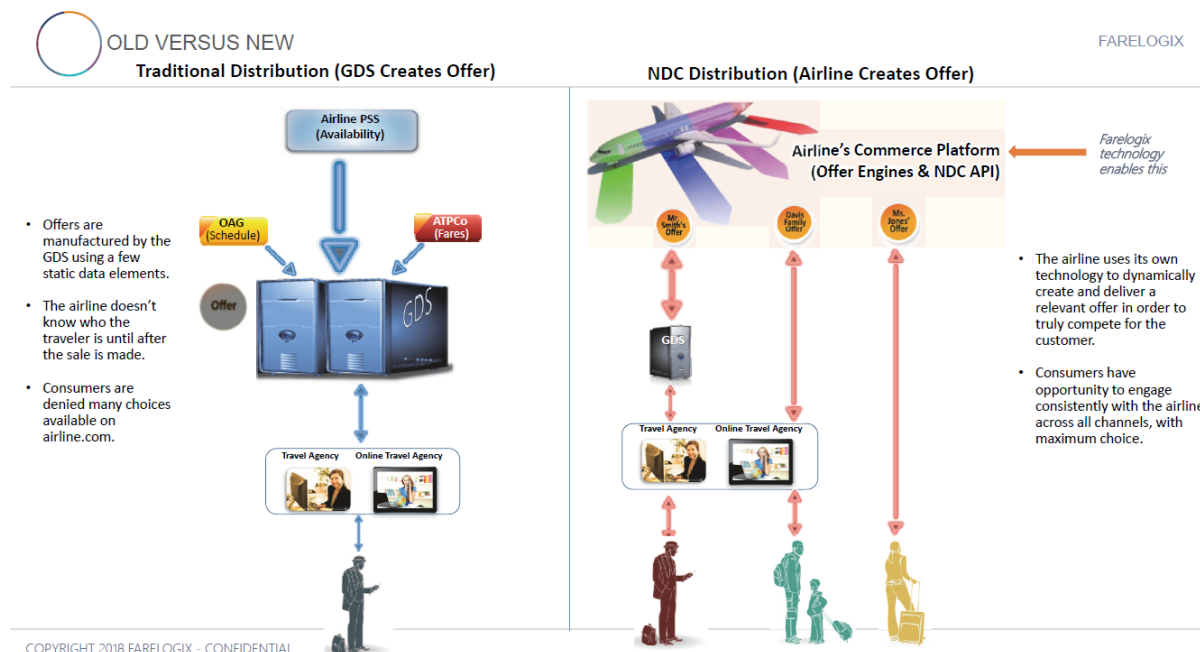 OLD VERSUS NEW
FARELOGIX
Traditional Distribution (GDS Creates Offer)
Airline PSS
(Availability)
OAG
(Schedule)
ATPCo
(Fares)
• Offers are
manufactured by the
GDS using a few
static data elements.
• The airline doesn't
know who the
traveler is until after
the sale is made.
• Consumers are
denied many choices
available on
airline.com.
Offer
GDS
Travel Agency
Online Travel Agency
NDC Distribution (Airline Creates Offer)
Airline's Commerce Platform
(Offer Engines & NDC API)
Farelogix
technology
enables this
Mr.
Smith's
Offer
Davis
Family
Offer
Ms.
Jones'
Offer
GDS
Travel Agency
Online Travel Agency
• The airline uses its own
technology to dynamically
create and deliver a
relevant offer in order to
truly compete for the
customer.
• Consumers have
opportunity to engage
consistently with the airline
across all channels, with
maximum choice.
COPYRIGHT 2018 FARELOGIX - CONFIDENTIAL